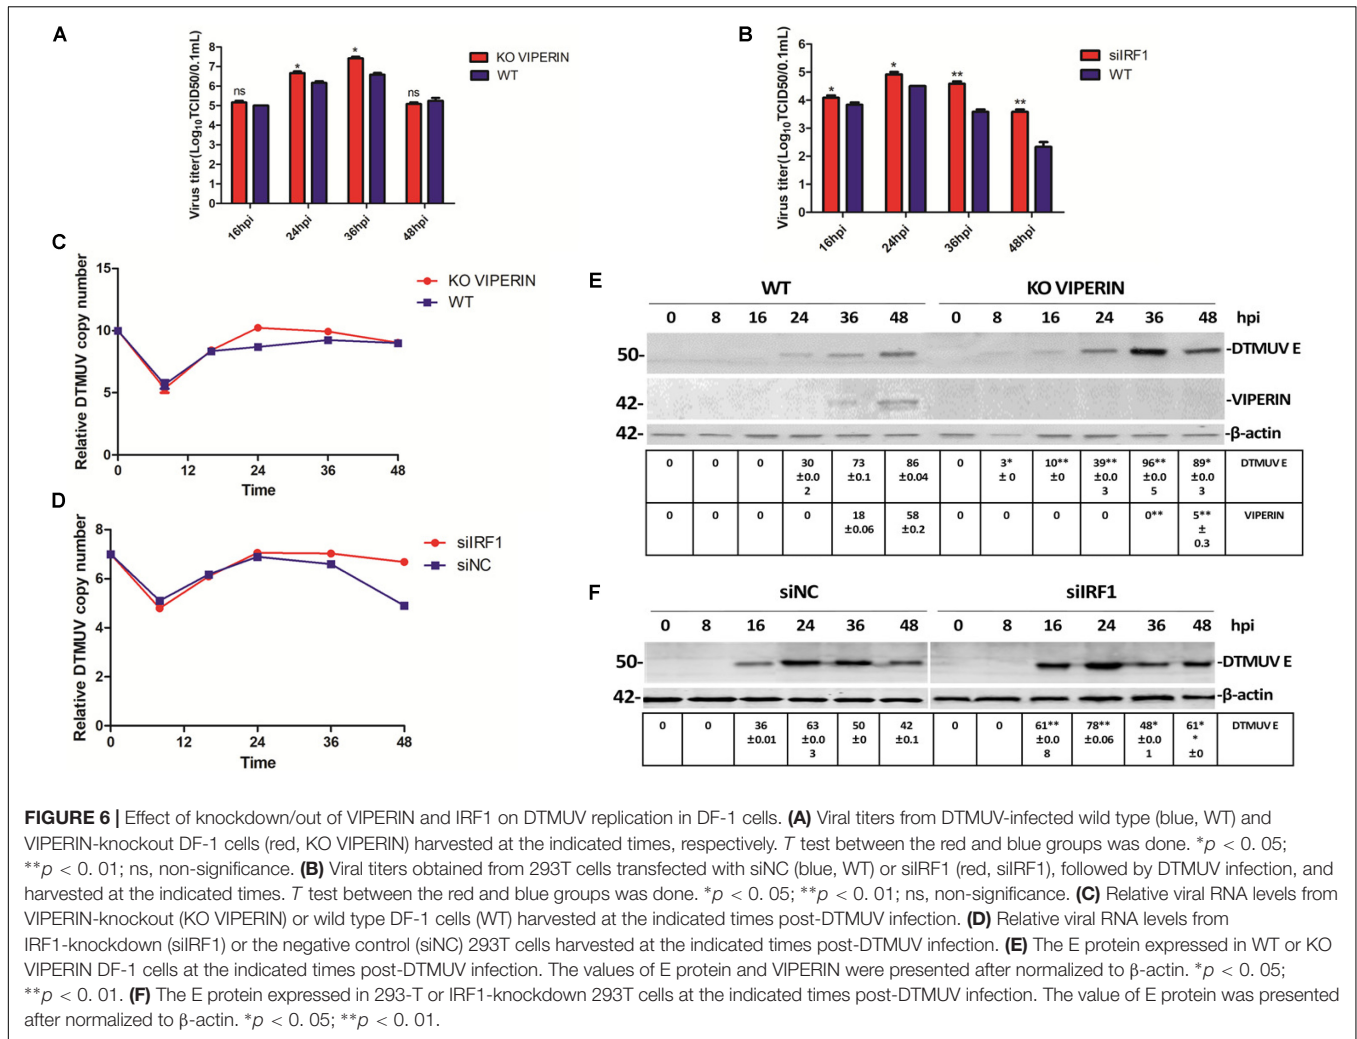 A
Virus titer(Log10TCID50/0.1mL)
8
7
6
5
4
3
2
1
0
ns
*
*
ns
16hpi
24hpi
36hpi
48hpi
KO VIPERIN
WT
B
Virus titer(Log10TCID50/0.1mL)
6
5
4
3
2
1
0
*
*
**
**
16hpi
24hpi
36hpi
48hpi
siIRF1
WT
C
Relative DTMUV copy number
15
10
5
0
0 12 24 36 48
Time
KO VIPERIN
WT
D
Relative DTMUV copy number
8
6
4
2
0
0 12 24 36 48
Time
siIRF1
siNC
E
WT KO VIPERIN
0 8 16 24 36 48 0 8 16 24 36 48 hpi
50- -DTMUV E
42- -VIPERIN
42- -β-actin
0 0 0 30 ±0.02 73 ±0.1 86 ±0.04 0 3* ± 0 10** ±0 39** ±0.03 96** ±0.05 89* ±0.03 DTMUV E
0 0 0 0 18 ±0.06 58 ±0.2 0 0 0 0 0** 5** ± 0.3 VIPERIN
F
siNC siIRF1
0 8 16 24 36 48 0 8 16 24 36 48 hpi
50- -DTMUV E
42- -β-actin
0 0 36 ±0.01 63 ±0.03 50 ±0 42 ±0.1 0 0 61** ±0.08 78** ±0.06 48* ±0.01 61** ±0 DTMUV E
FIGURE 6 | Effect of knockdown/out of VIPERIN and IRF1 on DTMUV replication in DF-1 cells. (A) Viral titers from DTMUV-infected wild type (blue, WT) and
VIPERIN-knockout DF-1 cells (red, KO VIPERIN) harvested at the indicated times, respectively. T test between the red and blue groups was done. *p < 0. 05;
**p < 0. 01; ns, non-significance. (B) Viral titers obtained from 293T cells transfected with siNC (blue, WT) or siIRF1 (red, siIRF1), followed by DTMUV infection, and
harvested at the indicated times. T test between the red and blue groups was done. *p < 0. 05; **p < 0. 01; ns, non-significance. (C) Relative viral RNA levels from
VIPERIN-knockout (KO VIPERIN) or wild type DF-1 cells (WT) harvested at the indicated times post-DTMUV infection. (D) Relative viral RNA levels from
IRF1-knockdown (siIRF1) or the negative control (siNC) 293T cells harvested at the indicated times post-DTMUV infection. (E) The E protein expressed in WT or KO
VIPERIN DF-1 cells at the indicated times post-DTMUV infection. The values of E protein and VIPERIN were presented after normalized to β-actin. *p < 0. 05;
**p < 0. 01. (F) The E protein expressed in 293-T or IRF1-knockdown 293T cells at the indicated times post-DTMUV infection. The value of E protein was presented
after normalized to β-actin. *p < 0. 05; **p < 0. 01.